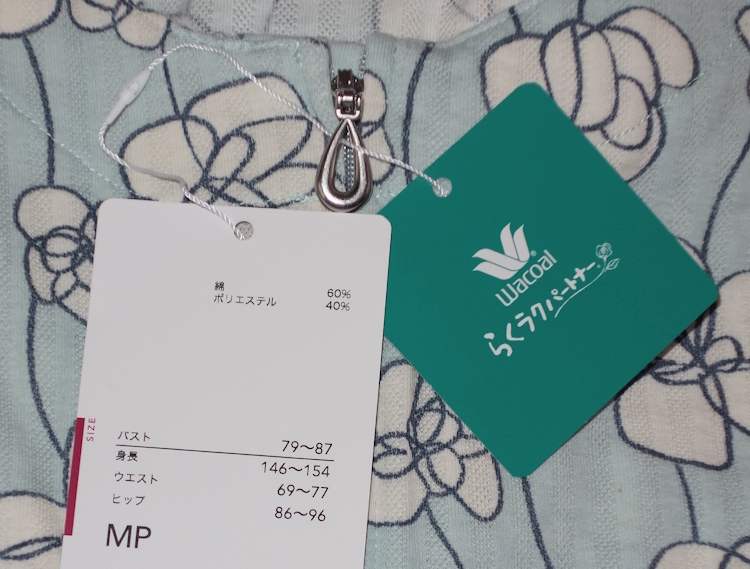 綿 60%
ポリエステル 40%
SIZE
バスト 79〜87
身長 146〜154
ウエスト 69〜77
ヒップ 86〜96
MP
Wacoal®
らくラクパートナー